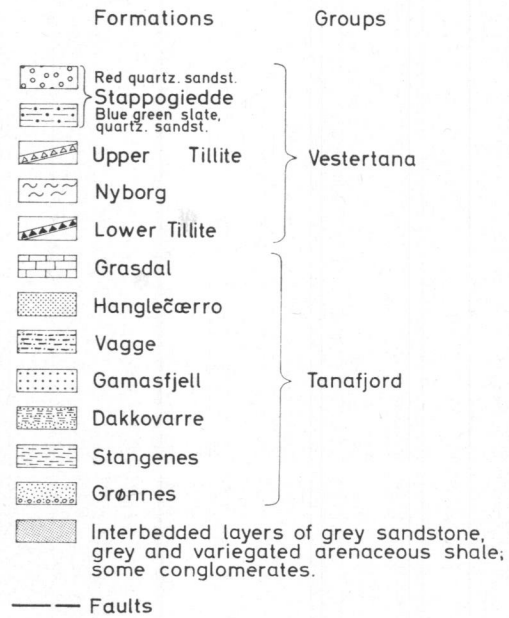 Formations Groups
Red quartz. sandst.
Stappogiedde
Blue green slate,
quartz. sandst.
Upper Tillite
Vestertana
Nyborg
Lower Tillite
Grasdal
Hanglečærro
Vagge
Gamasfjell
Tanafjord
Dakkovarre
Stangenes
Grønnes
Interbedded layers of grey sandstone,
grey and variegated arenaceous shale;
some conglomerates.
Faults